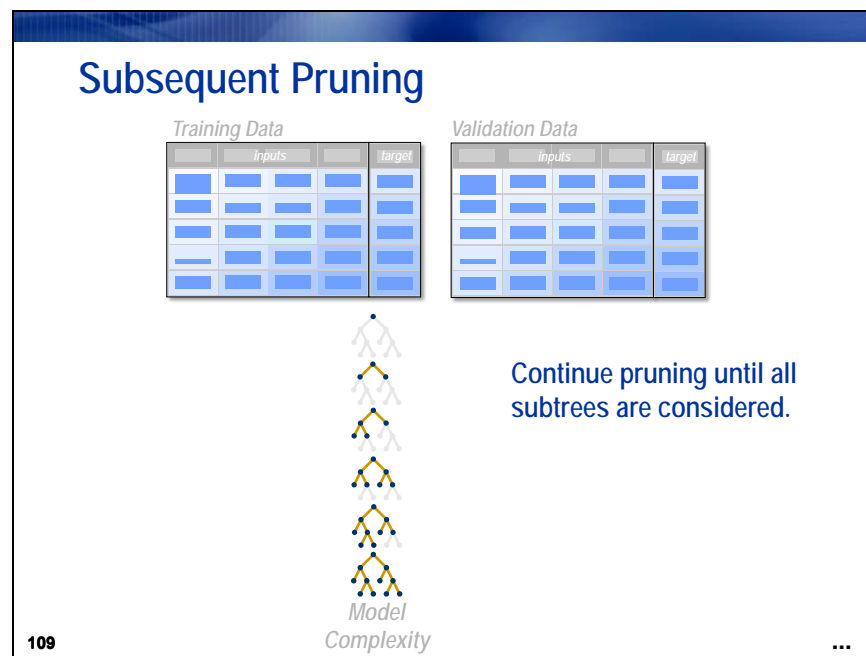 Subsequent Pruning
Training Data
Validation Data
inputs
target
inputs
target
Continue pruning until all
subtrees are considered.
Model
Complexity
109
...